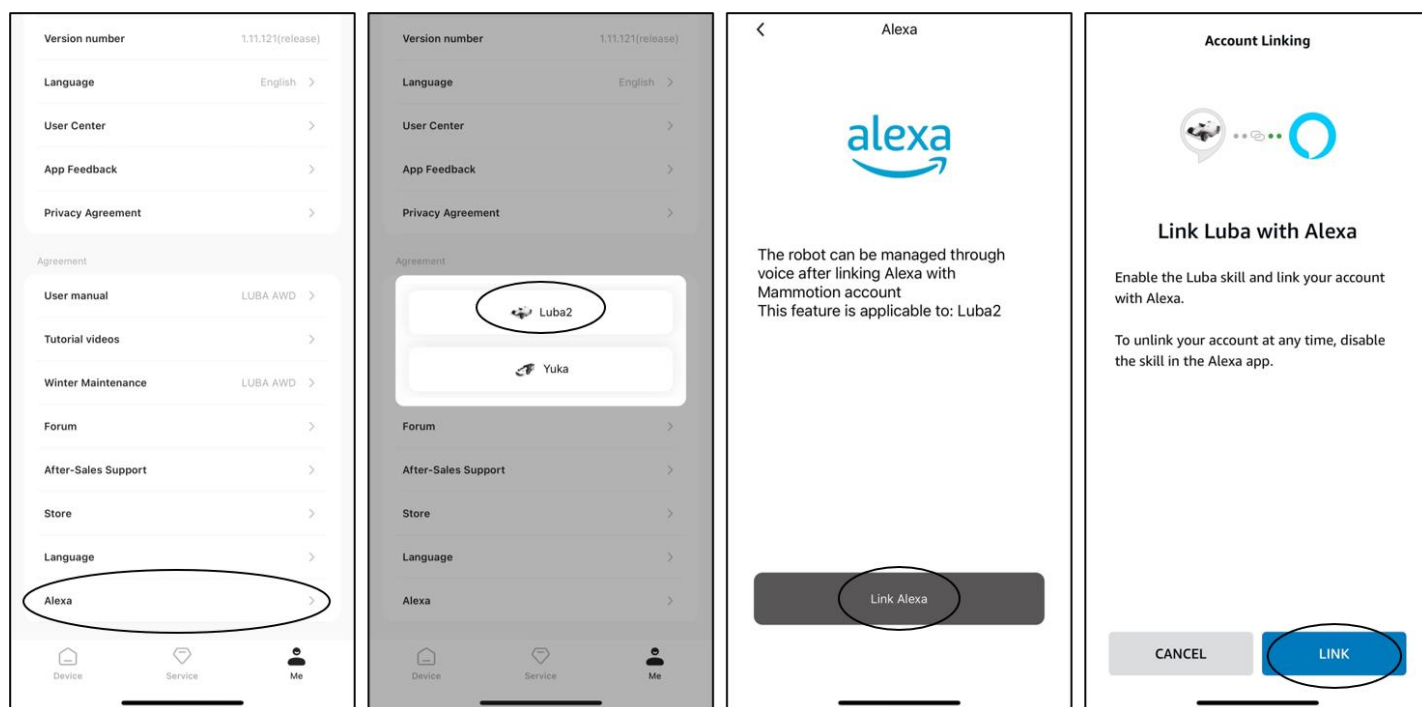 Version number 1.11.121(release)
Language English
User Center
App Feedback
Privacy Agreement
Agreement
User manual LUBA AWD
Tutorial videos
Winter Maintenance LUBA AWD
Forum
After-Sales Support
Store
Language
Alexa
Device Service Me
Version number 1.11.121(release)
Language English
User Center
App Feedback
Privacy Agreement
Agreement
Luba2
Yuka
Forum
After-Sales Support
Store
Language
Alexa
Device Service Me
Alexa
alexa
The robot can be managed through
voice after linking Alexa with
Mammotion account
This feature is applicable to: Luba2
Link Alexa
Account Linking
Link Luba with Alexa
Enable the Luba skill and link your account
with Alexa.
To unlink your account at any time, disable
the skill in the Alexa app.
CANCEL LINK